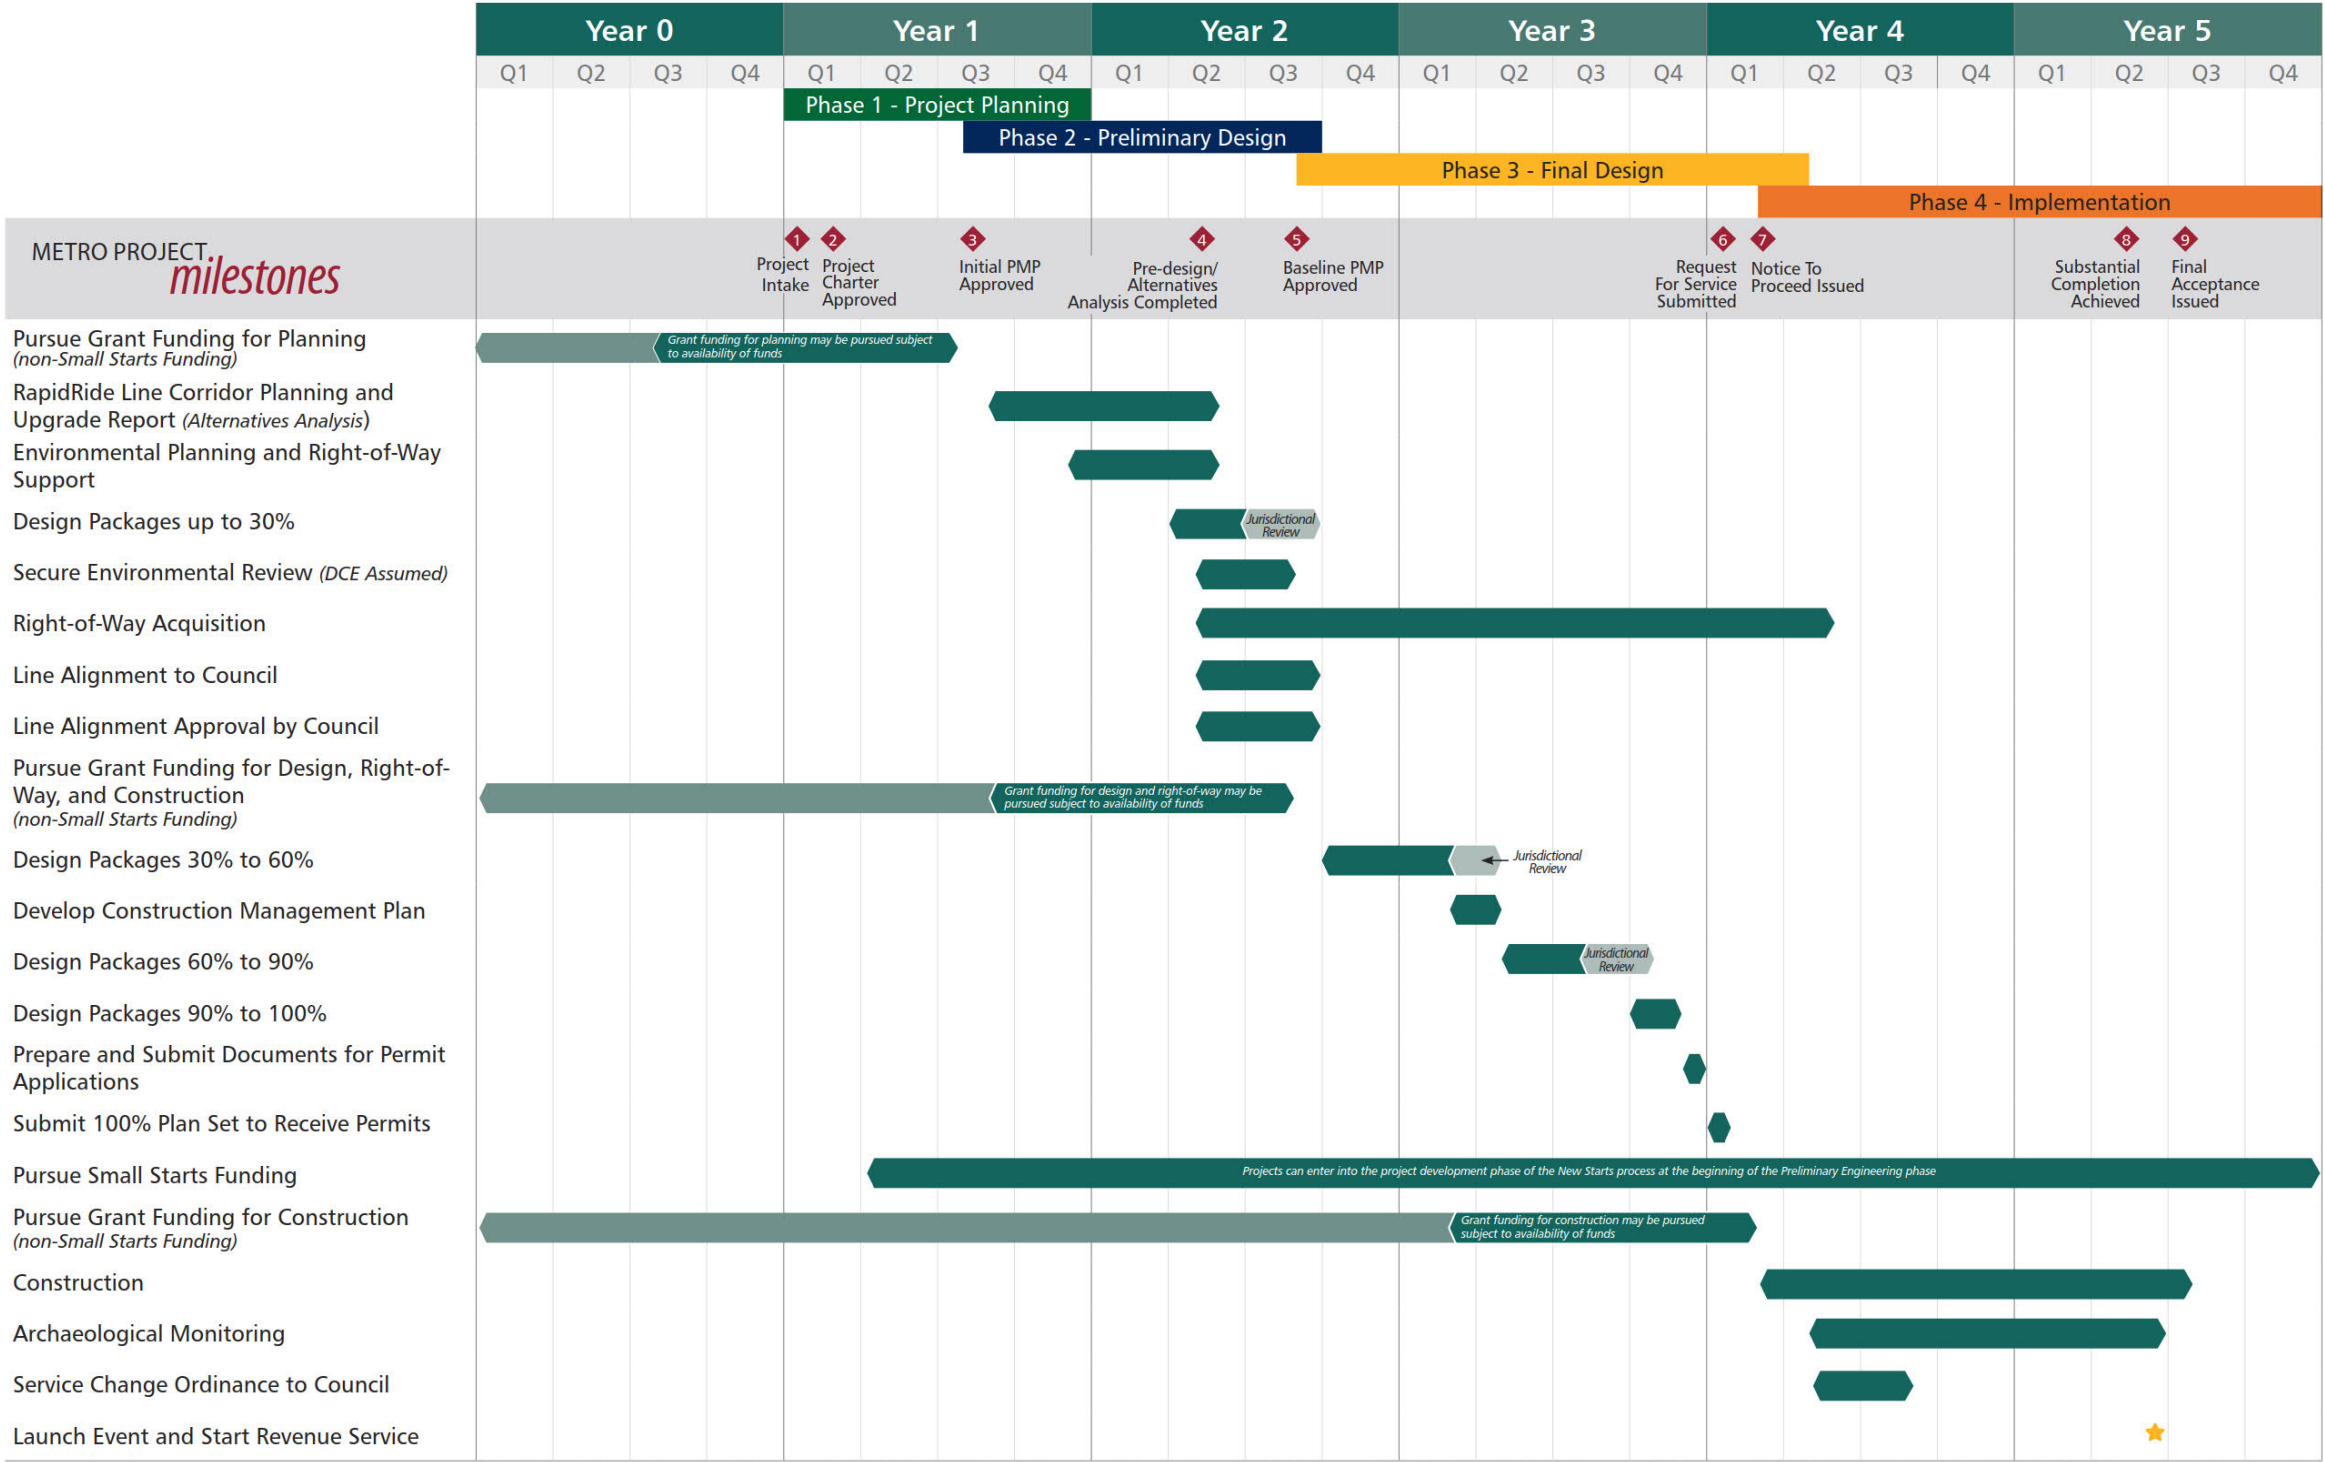 Year 0 Year 1 Year 2 Year 3 Year 4 Year 5
Q1 Q2 Q3 Q4 Q1 Q2 Q3 Q4 Q1 Q2 Q3 Q4 Q1 Q2 Q3 Q4 Q1 Q2 Q3 Q4 Q1 Q2 Q3 Q4
Phase 1 - Project Planning
Phase 2 - Preliminary Design
Phase 3 - Final Design
Phase 4 - Implementation
METRO PROJECT
milestones
1
Project
Intake
2
Project
Charter
Approved
3
Initial PMP
Approved
4
Pre-design/
Alternatives
Analysis Completed
5
Baseline PMP
Approved
6
Request
For Service
Submitted
7
Notice To
Proceed Issued
8
Substantial
Completion
Achieved
9
Final
Acceptance
Issued
Pursue Grant Funding for Planning
(non-Small Starts Funding)
Grant funding for planning may be pursued subject
to availability of funds
RapidRide Line Corridor Planning and
Upgrade Report (Alternatives Analysis)
Environmental Planning and Right-of-Way
Support
Design Packages up to 30%
Jurisdictional
Review
Secure Environmental Review (DCE Assumed)
Right-of-Way Acquisition
Line Alignment to Council
Line Alignment Approval by Council
Pursue Grant Funding for Design, Right-of-
Way, and Construction
(non-Small Starts Funding)
Grant funding for design and right-of-way may be
pursued subject to availability of funds
Design Packages 30% to 60%
Jurisdictional
Review
Develop Construction Management Plan
Design Packages 60% to 90%
Jurisdictional
Review
Design Packages 90% to 100%
Prepare and Submit Documents for Permit
Applications
Submit 100% Plan Set to Receive Permits
Pursue Small Starts Funding
Projects can enter into the project development phase of the New Starts process at the beginning of the Preliminary Engineering phase
Pursue Grant Funding for Construction
(non-Small Starts Funding)
Grant funding for construction may be pursued
subject to availability of funds
Construction
Archaeological Monitoring
Service Change Ordinance to Council
Launch Event and Start Revenue Service